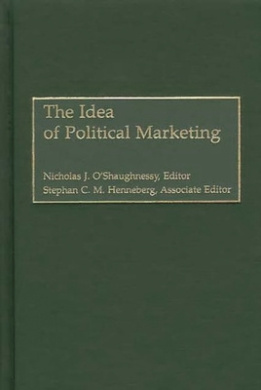 The Idea
of Political Marketing
Nicholas J. O'Shaughnessy, Editor
Stephan C. M. Henneberg, Associate Editor